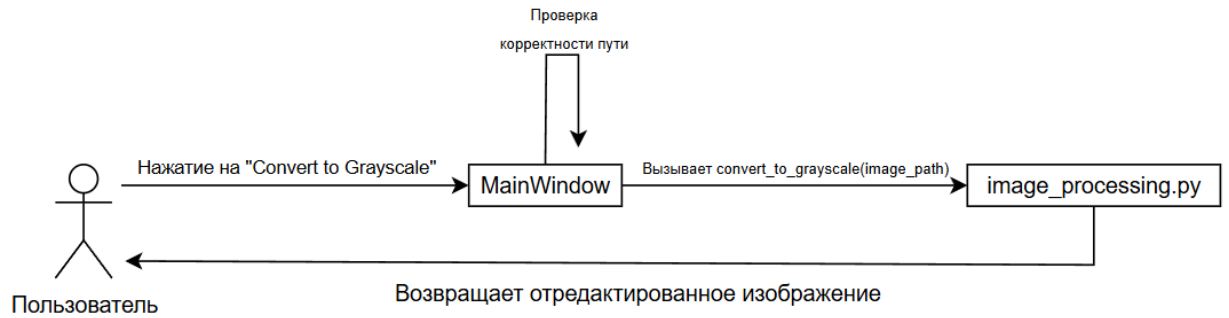 Проверка
корректности пути
Нажатие на "Convert to Grayscale"
MainWindow
Вызывает convert_to_grayscale(image_path)
image_processing.py
Возвращает отредактированное изображение
Пользователь